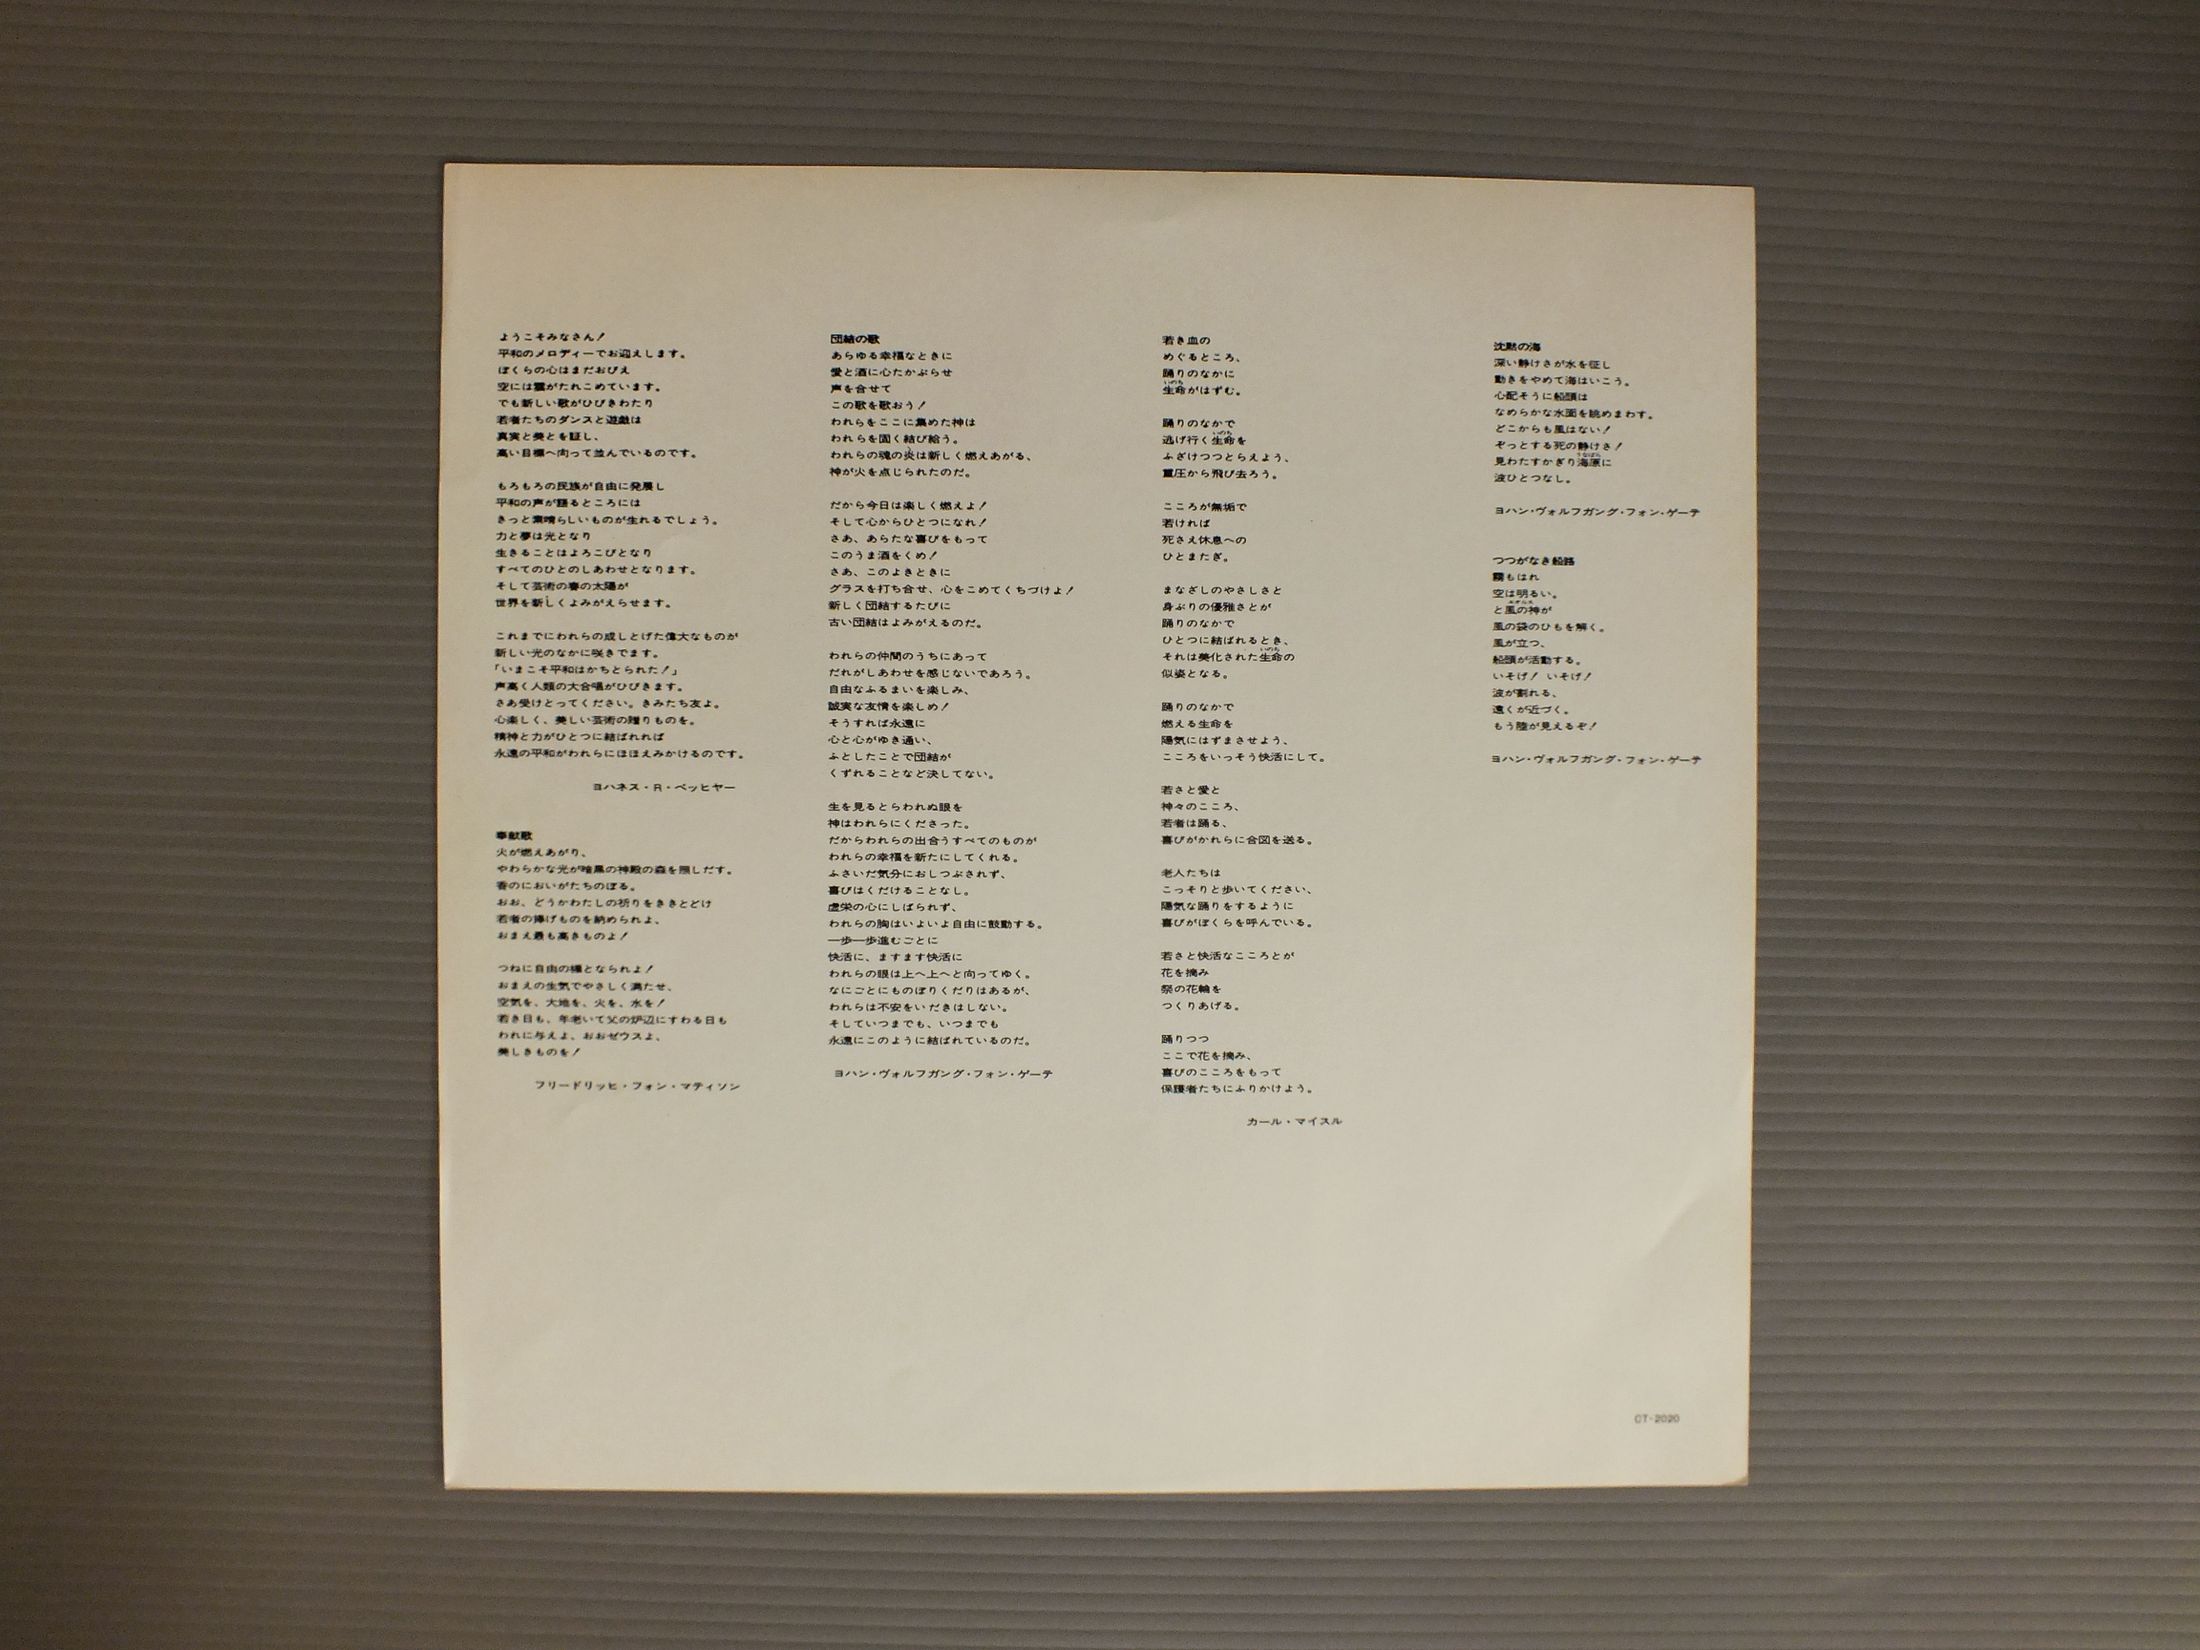 ようこそみなさん！
平和のメロディーでお迎えします。
ぼくらの心はまだおびえ
空には雲がたれこめています。
でも新しい歌がひびきわたり
若者たちのダンスと遊戯は
真実と美とを証し、
高い目標へ向って並んでいるのです。
もろもろの民族が自由に発展し
平和の声が語るところには
きっと素晴らしいものが生れるでしょう。
力と夢は光となり
生きることはよろこびとなり
すべてのひとのしあわせとなります。
そして芸術の春の太陽が
世界を新しくよみがえらせます。
これまでにわれらの成しとげた偉大なものが
新しい光のなかに咲きでます。
「いまこそ平和はかちとられた！」
声高く人類の大合唱がひびきます。
さあ受けとってください。きみたち友よ。
心楽しく、美しい芸術の贈りものを。
精神と力がひとつに結ばれれば
永遠の平和がわれらにほほえみかけるのです。
ヨハネス・R・ベッヒヤー
奉献歌
火が燃えあがり、
やわらかな光が暗黒の神殿の森を照しだす。
香のにおいがたちのぼる。
おお、どうかわたしの祈りをききとどけ
若者の捧げものを納められよ、
おまえ最も高きものよ！
つねに自由の楯となられよ！
おまえの生気でやさしく満たせ、
空気を、大地を、火を、水を！
若き日も、年老いて父の炉辺にすわる日も
われに与えよ、おおゼウスよ、
美しきものを！
フリードリッヒ・フォン・マティソン
団結の歌
あらゆる幸福なときに
愛と酒に心たかぶらせ
声を合せて
この歌を歌おう！
われらをここに集めた神は
われらを固く結び給う。
われらの魂の炎は新しく燃えあがる、
神が火を点じられたのだ。
だから今日は楽しく燃えよ！
そして心からひとつになれ！
さあ、あらたな喜びをもって
このうま酒をくめ！
さあ、このよきときに
グラスを打ち合せ、心をこめてくちづけよ！
新しく団結するたびに
古い団結はよみがえるのだ。
われらの仲間のうちにあって
だれがしあわせを感じないであろう。
自由なふるまいを楽しみ、
誠実な友情を楽しめ！
そうすれば永遠に
心と心がゆき通い、
ふとしたことで団結が
くずれることなど決してない。
生を見るとらわれぬ眼を
神はわれらにくださった。
だからわれらの出合うすべてのものが
われらの幸福を新たにしてくれる。
ふさいだ気分におしつぶされず、
喜びはくだけることなし。
虚栄の心にしばられず、
われらの胸はいよいよ自由に鼓動する。
一歩一歩進むごとに
快活に、ますます快活に
われらの眼は上へ上へと向ってゆく。
なにごとにものぼりくだりはあるが、
われらは不安をいだきはしない。
そしていつまでも、いつまでも
永遠にこのように結ばれているのだ。
ヨハン・ヴォルフガング・フォン・ゲーテ
若き血の
めぐるところ、
踊りのなかに
生命がはずむ。
踊りのなかで
逃げ行く生命を
ふざけつつとらえよう、
重圧から飛び去ろう。
こころが無垢で
若ければ
死さえ休息への
ひとまたぎ。
まなざしのやさしさと
身ぶりの優雅さとが
踊りのなかで
ひとつに結ばれるとき、
それは美化された生命の
似姿となる。
踊りのなかで
燃える生命を
陽気にはずまさせよう、
こころをいっそう快活にして。
若さと愛と
神々のこころ、
若者は踊る、
喜びがかれらに合図を送る。
老人たちは
こっそりと歩いてください、
陽気な踊りをするように
喜びがぼくらを呼んでいる。
若さと快活なこころとが
花を摘み
祭の花輪を
つくりあげる。
踊りつつ
ここで花を摘み、
喜びのこころをもって
保護者たちにふりかけよう。
カール・マイスル
沈黙の海
深い静けさが水を征し
動きをやめて海はいこう。
心配そうに船頭は
なめらかな水面を眺めまわす。
どこからも風はない！
ぞっとする死の静けさ！
見わたすかぎり海原に
波ひとつなし。
ヨハン・ヴォルフガング・フォン・ゲーテ
つつがなき船路
霧もはれ
空は明るい。
と風の神が
風の袋のひもを解く。
風が立つ、
船頭が活動する。
いそげ！ いそげ！
波が割れる、
遠くが近づく。
もう陸が見えるぞ！
ヨハン・ヴォルフガング・フォン・ゲーテ
CT-2020